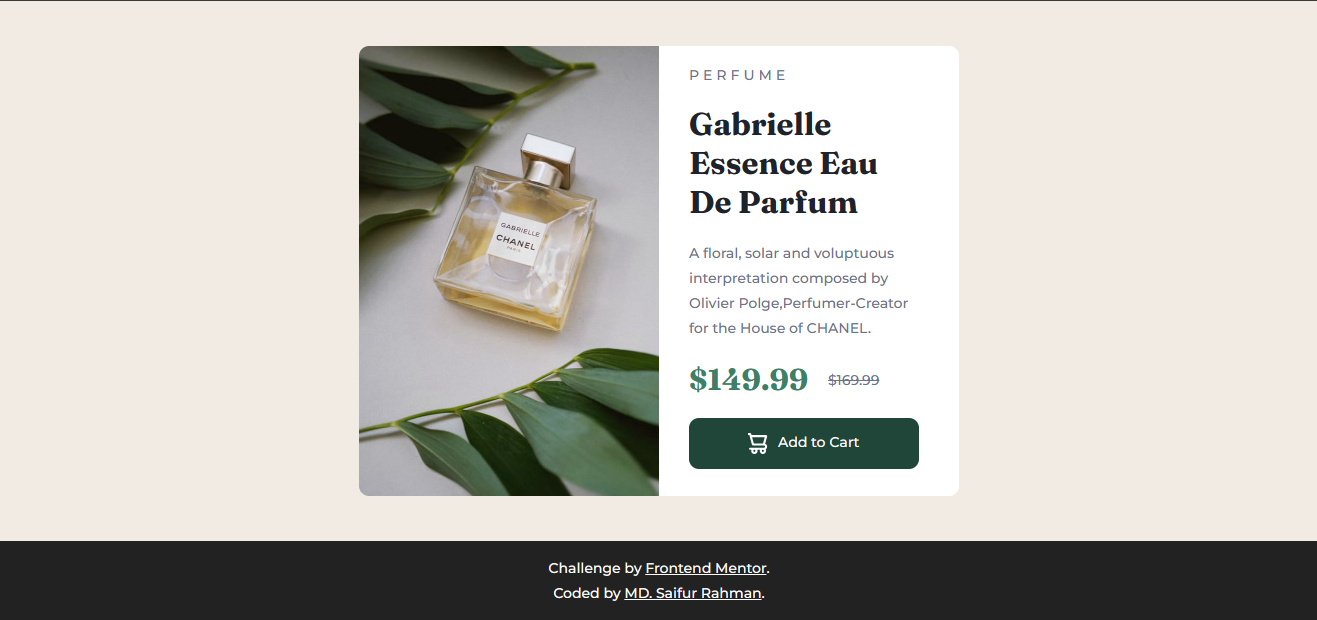 GABRIELLE
CHANEL
PARIS
PERFUME
Gabrielle
Essence Eau
De Parfum
A floral, solar and voluptuous
interpretation composed by
Olivier Polge,Perfumer-Creator
for the House of CHANEL.
$149.99 $169.99
Add to Cart
Challenge by Frontend Mentor.
Coded by MD. Saifur Rahman.